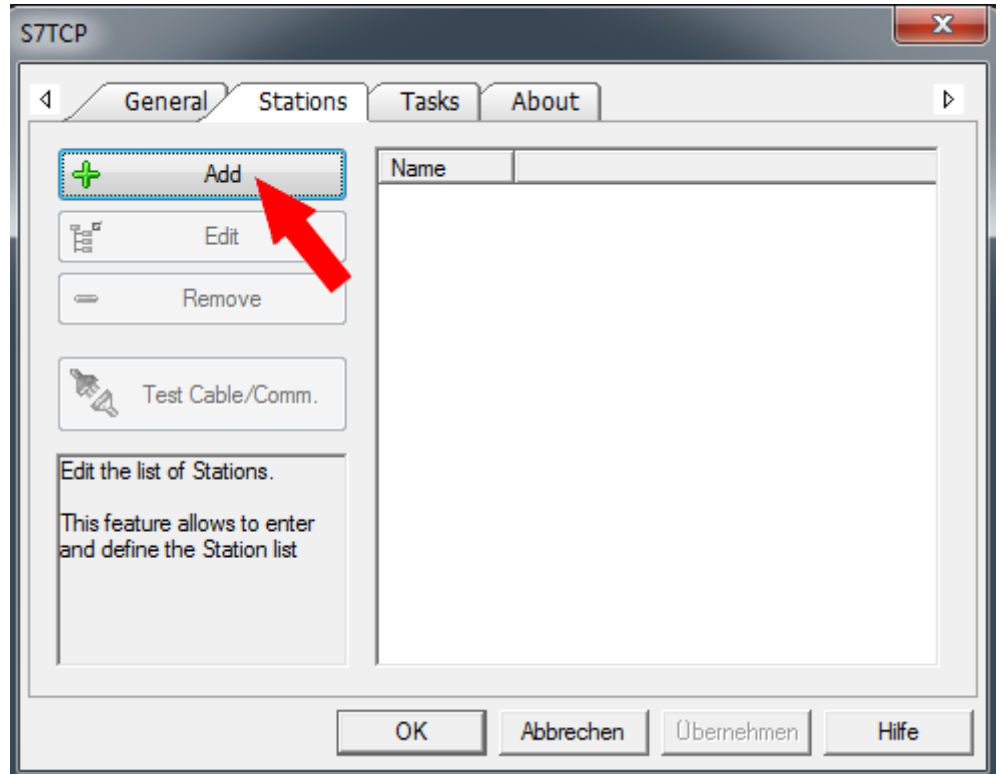 S7TCP
General Stations Tasks About
Add
Name
Edit
Remove
Test Cable/Comm.
Edit the list of Stations.
This feature allows to enter
and define the Station list
OK Abbrechen Übernehmen Hilfe